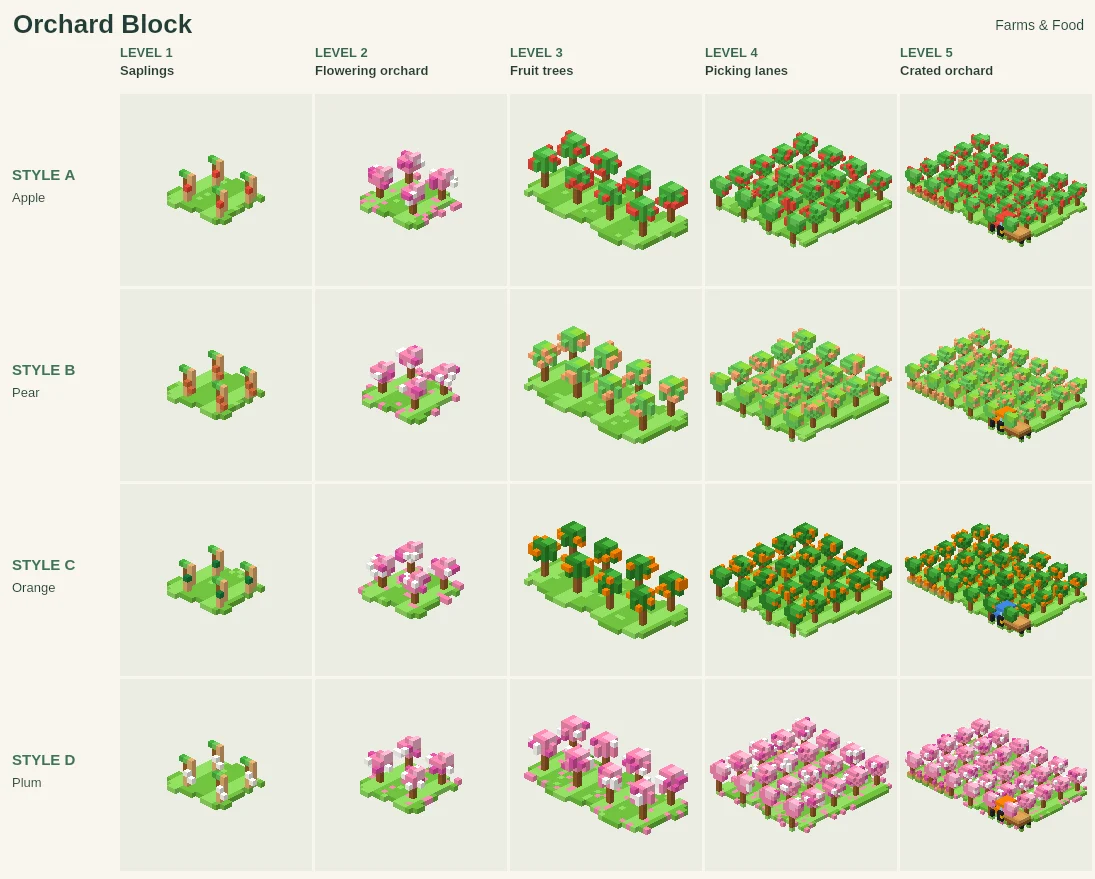 Orchard Block
Farms & Food
LEVEL 1
Saplings
LEVEL 2
Flowering orchard
LEVEL 3
Fruit trees
LEVEL 4
Picking lanes
LEVEL 5
Crated orchard
STYLE A
Apple
STYLE B
Pear
STYLE C
Orange
STYLE D
Plum